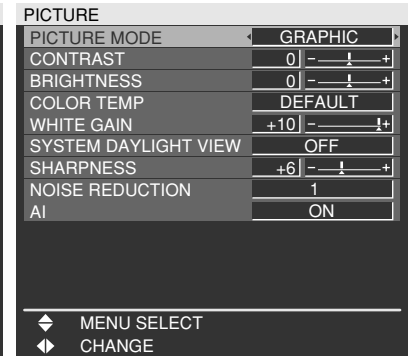 PICTURE
PICTURE MODE GRAPHIC
CONTRAST 0 - +
BRIGHTNESS 0 - +
COLOR TEMP DEFAULT
WHITE GAIN +10 - +
SYSTEM DAYLIGHT VIEW OFF
SHARPNESS +6 - +
NOISE REDUCTION 1
AI ON
MENU SELECT
CHANGE